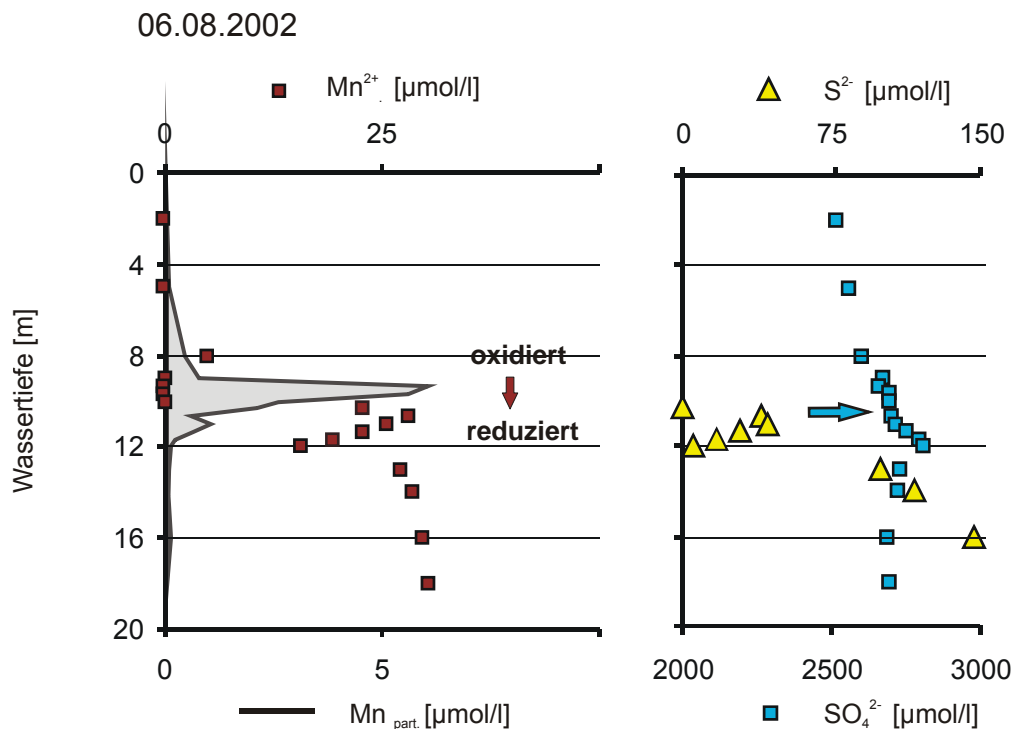 06.08.2002
Mn2+ [µmol/l]
S2- [µmol/l]
0 25
0 75 150
0
4
8
12
16
20
Wassertiefe [m]
oxidiert
reduziert
0 5
2000 2500 3000
Mn part. [µmol/l]
SO42- [µmol/l]